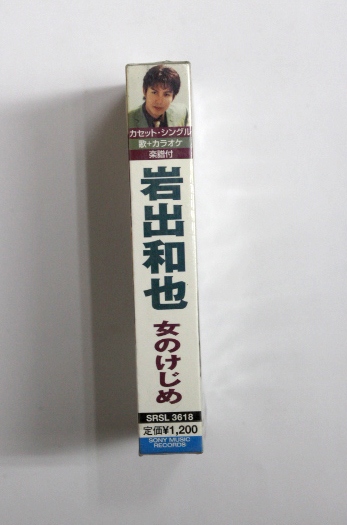 カセット・シングル
歌+カラオケ
楽譜付
岩出和也
女のけじめ
SRSL 3618
定価¥1,200
SONY MUSIC
RECORDS